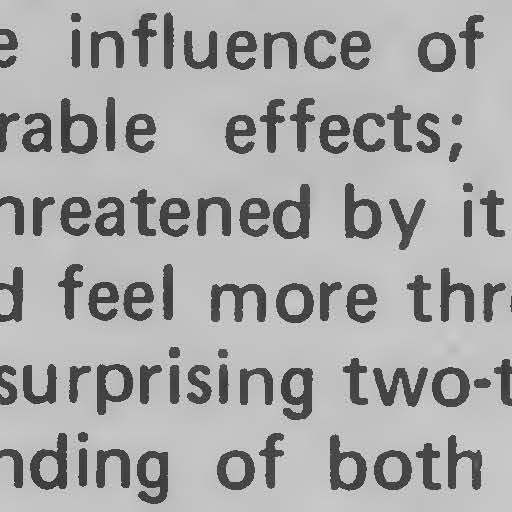 e influence of
rable effects;
hreatened by it
d feel more thr
surprising two-t
nding of both